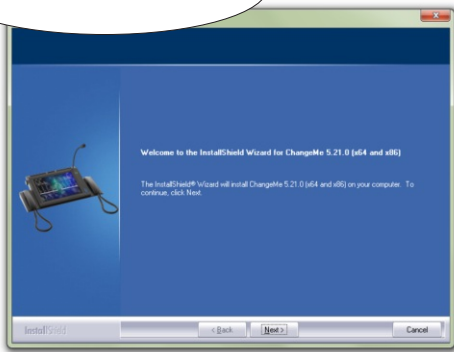 Welcome to the InstallShield Wizard for ChangeMe 5.21.0 (x64 and x86)
The InstallShield® Wizard will install ChangeMe 5.21.0 (x64 and x86) on your computer. To
continue, click Next.
InstallShield
< Back
Next >
Cancel